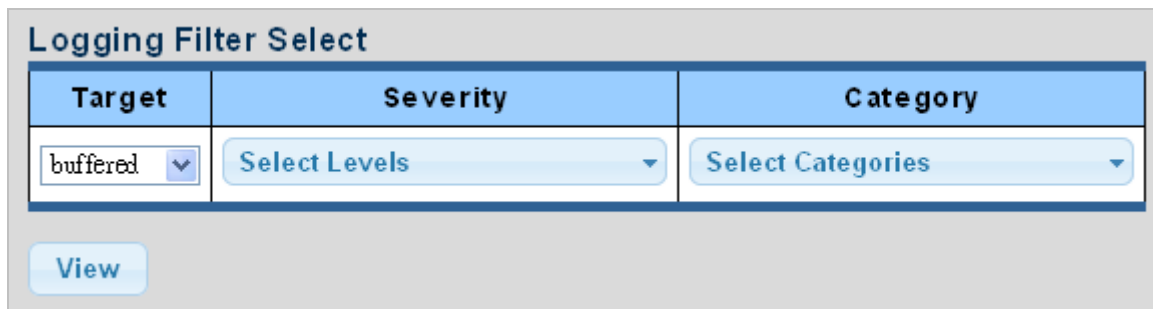 Logging Filter Select
Target Severity Category
buffered Select Levels Select Categories
View